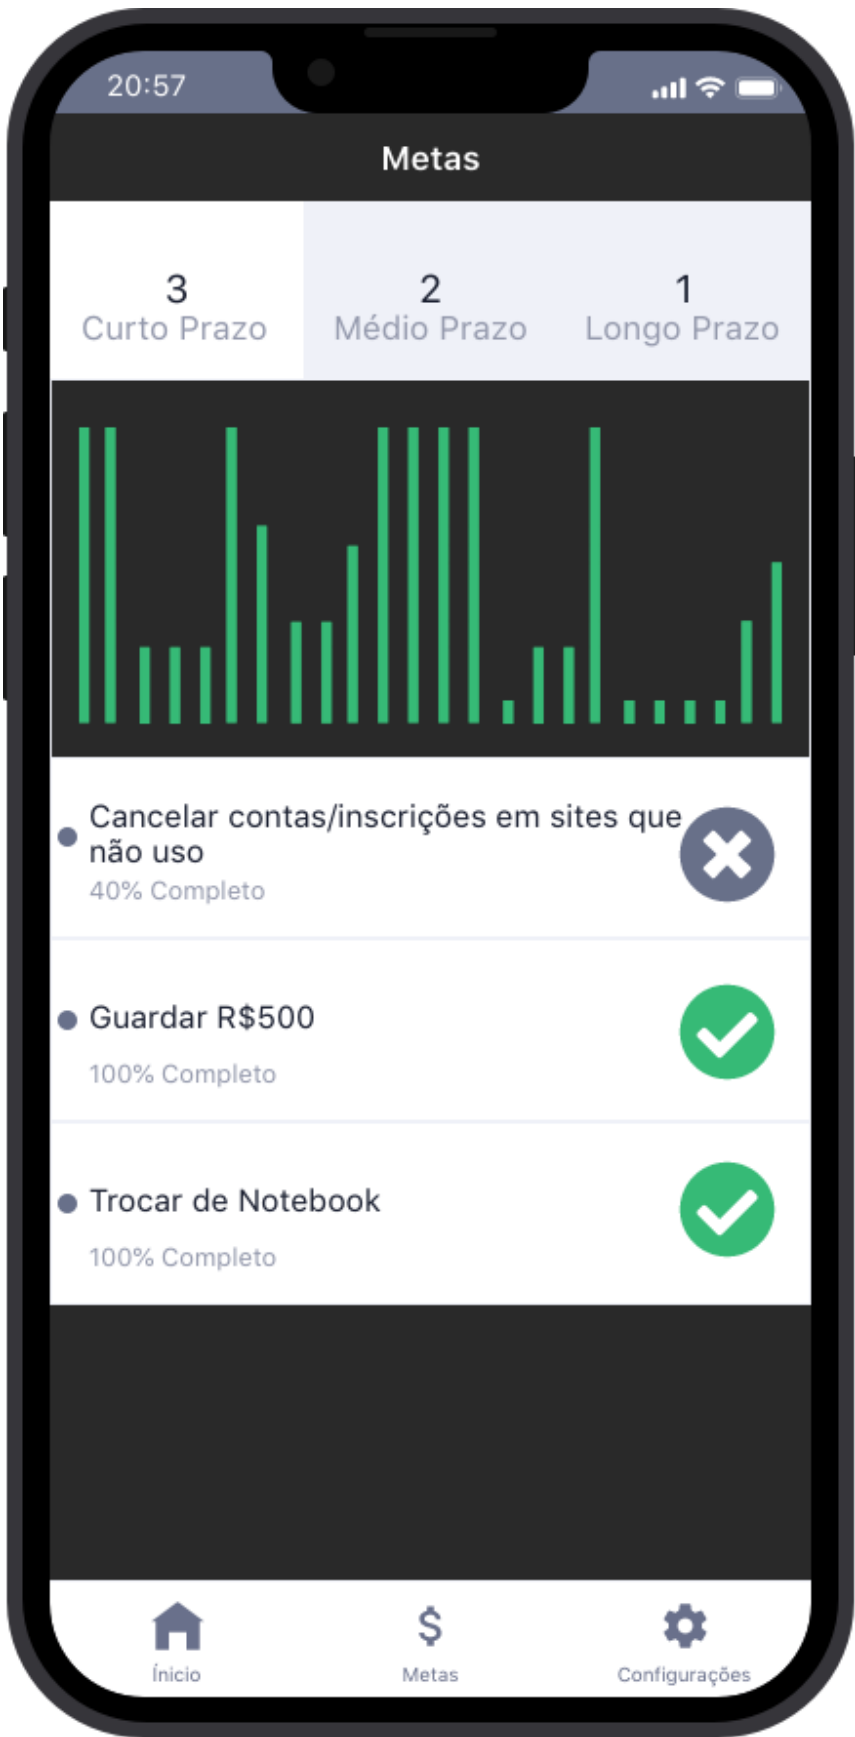 20:57
Metas
3
Curto Prazo
2
Médio Prazo
1
Longo Prazo
Cancelar contas/inscrições em sites que
não uso
40% Completo
Guardar R$500
100% Completo
Trocar de Notebook
100% Completo
Ínicio
$
Metas
Configurações